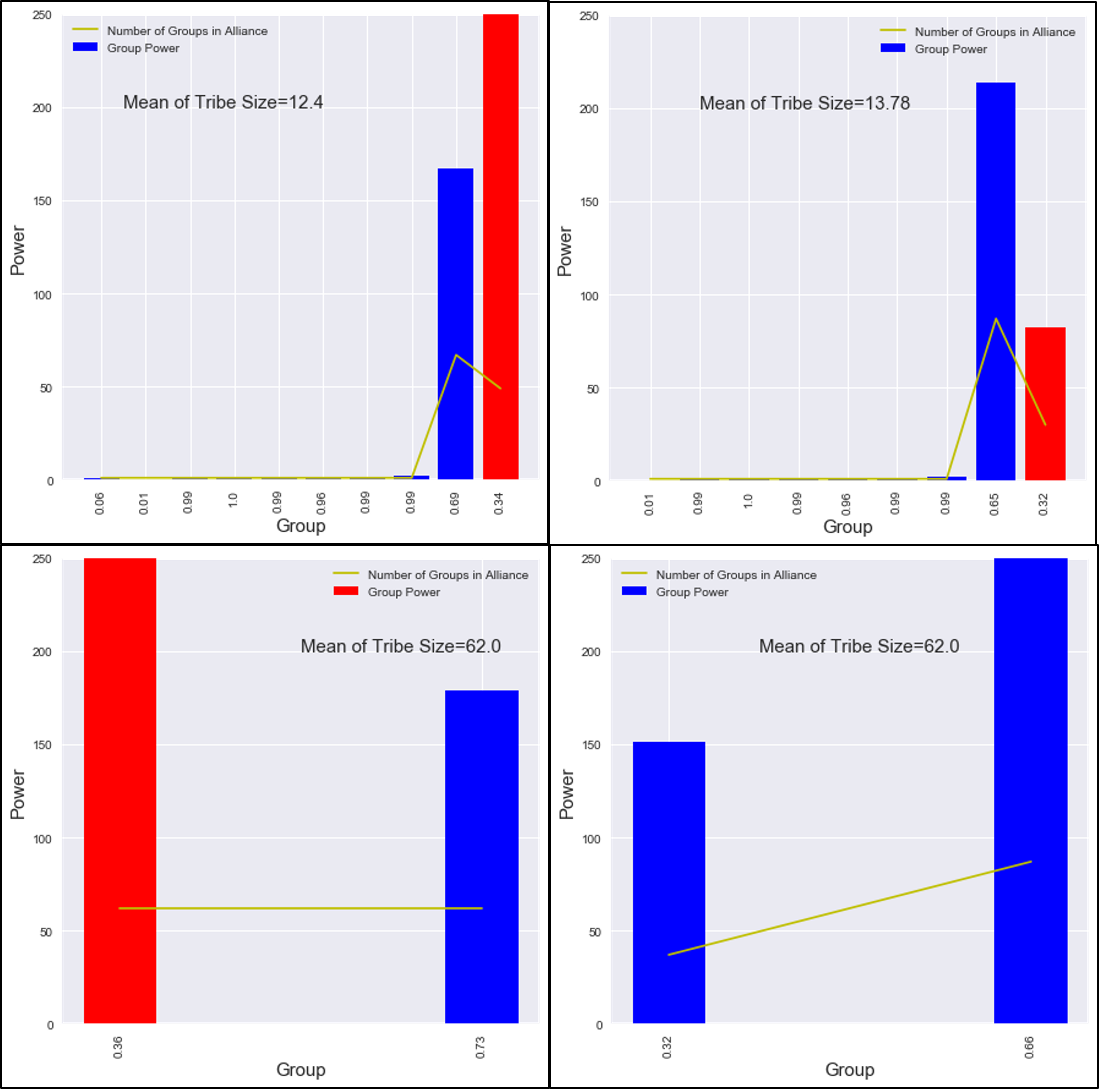 Number of Groups in Alliance
Group Power
Mean of Tribe Size=12.4
Power
250
200
150
100
50
0
0.06
0.01
0.99
1.0
0.99
0.96
0.99
0.99
0.69
0.34
Group
Number of Groups in Alliance
Group Power
Mean of Tribe Size=13.78
Power
250
200
150
100
50
0
0.01
0.99
1.0
0.99
0.96
0.99
0.99
0.65
0.32
Group
Number of Groups in Alliance
Group Power
Mean of Tribe Size=62.0
Power
250
200
150
100
50
0
0.36
0.73
Group
Number of Groups in Alliance
Group Power
Mean of Tribe Size=62.0
Power
250
200
150
100
50
0
0.32
0.66
Group